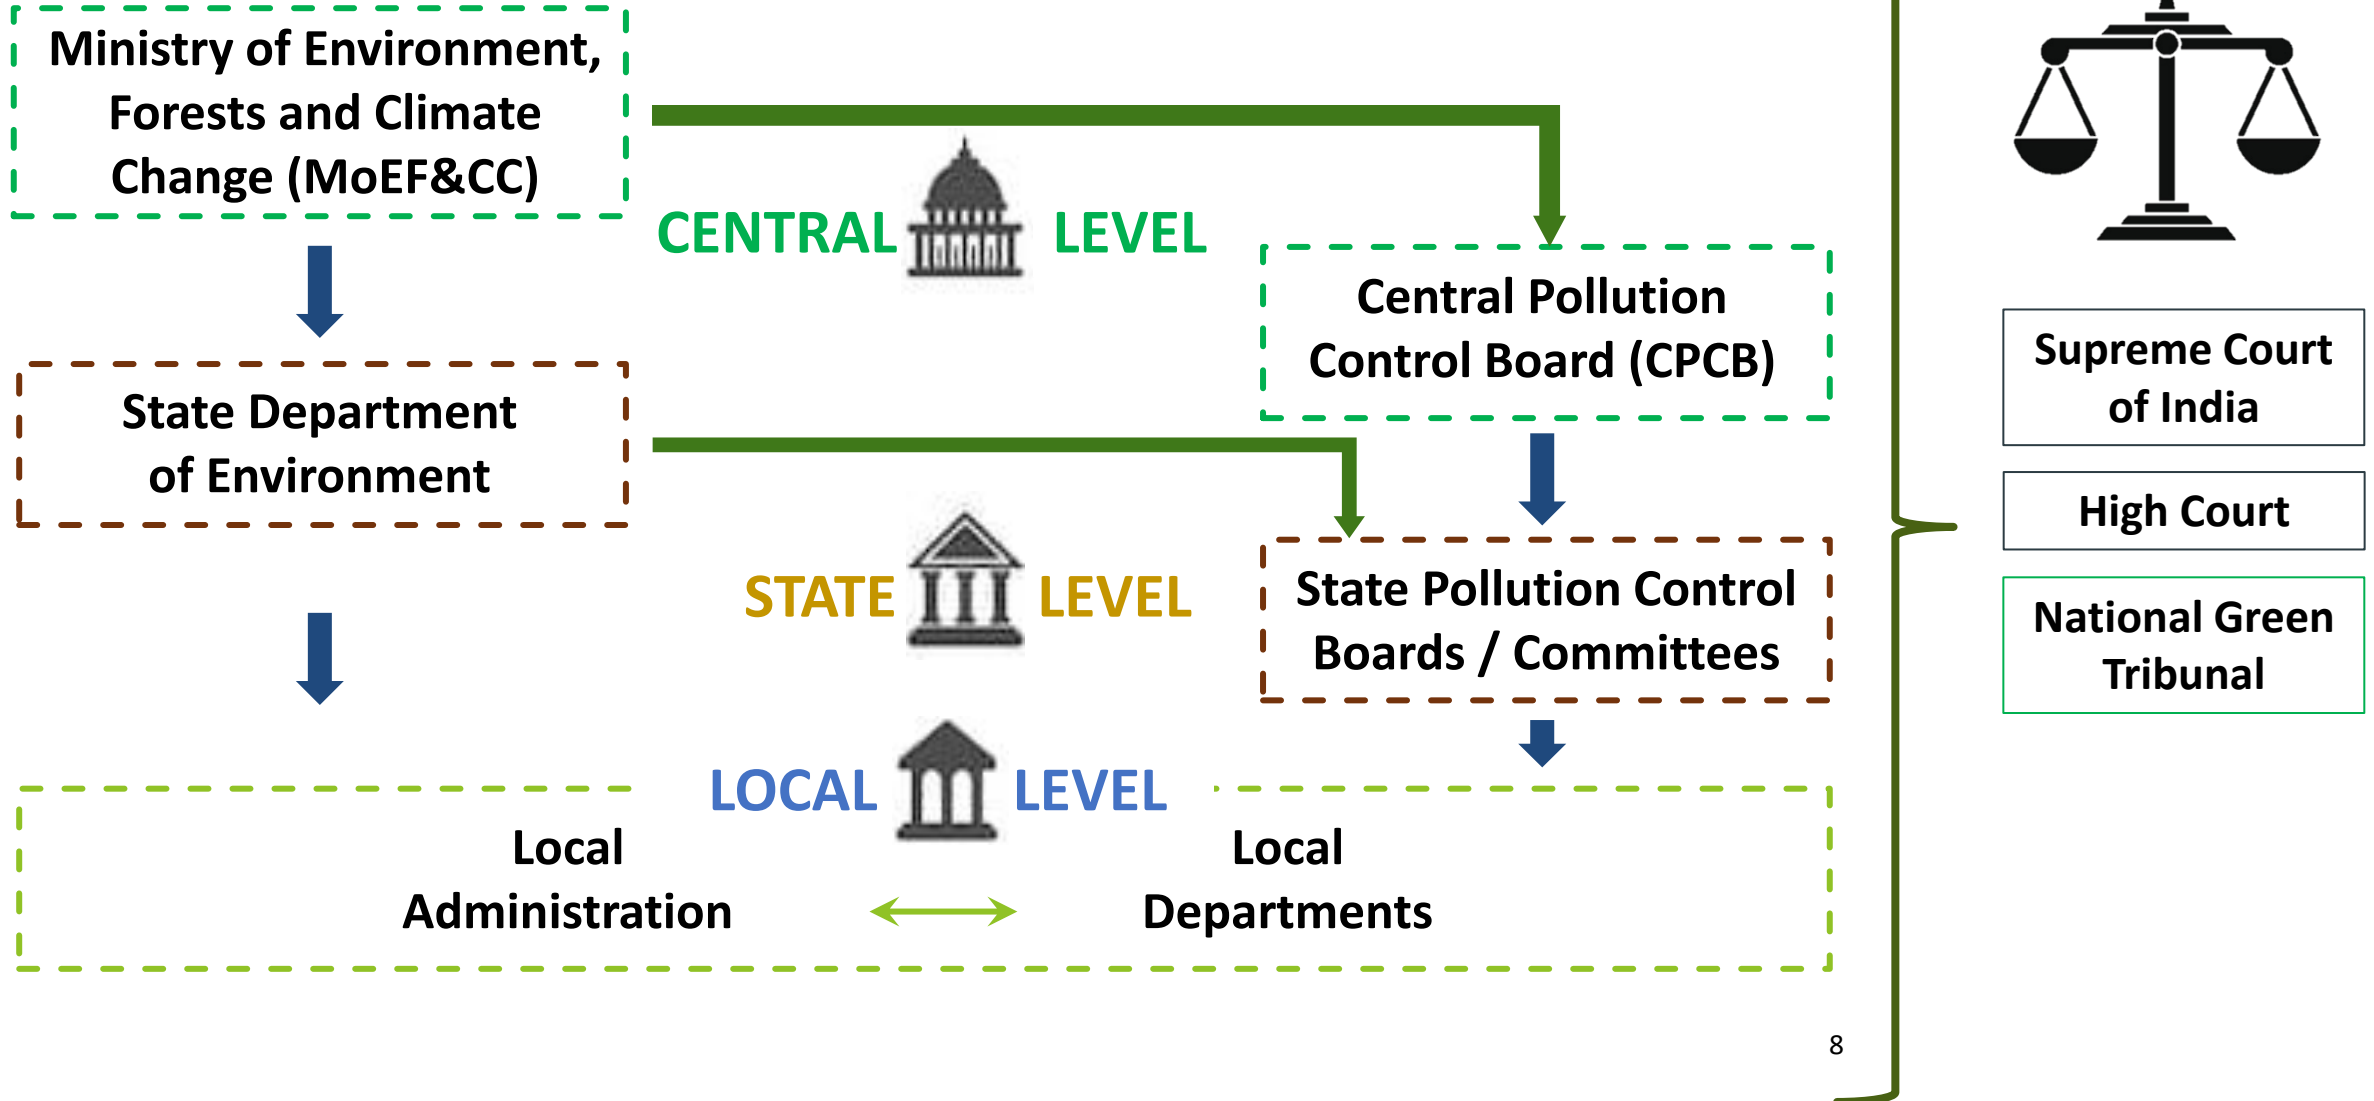 Ministry of Environment,
Forests and Climate
Change (MoEF&CC)
CENTRAL LEVEL
Central Pollution
Control Board (CPCB)
State Department
of Environment
STATE LEVEL
State Pollution Control
Boards / Committees
LOCAL LEVEL
Local
Administration
Local
Departments
Supreme Court
of India
High Court
National Green
Tribunal
8